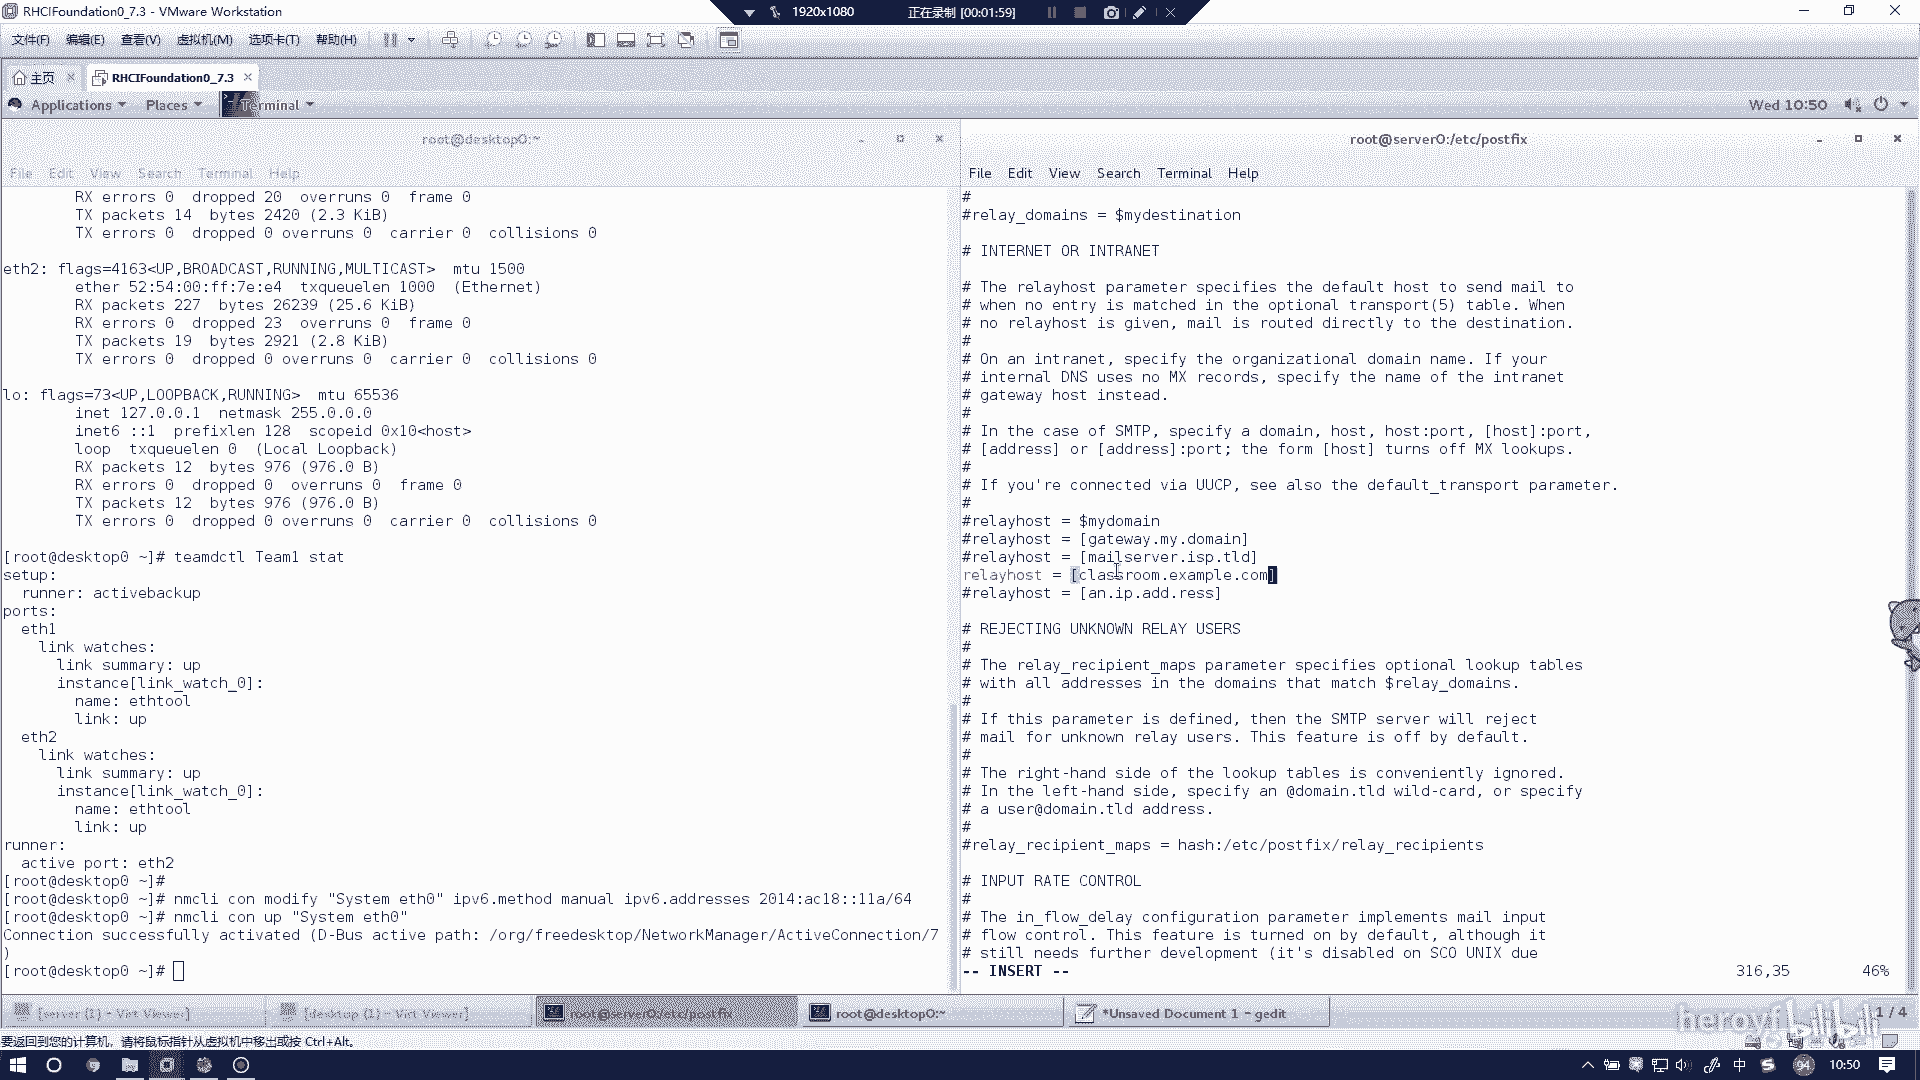 RHCIFoundation0_7.3 - VMware Workstation
1920x1080
正在录制 [00:01:59]
文件(F) 编辑(E) 查看(V) 虚拟机(M) 选项卡(T) 帮助(H)
主页
RHCIFoundation0_7.3
Applications Places Terminal
Wed 10:50
root@desktop0:~
File Edit View Search Terminal Help
RX errors 0 dropped 20 overruns 0 frame 0
TX packets 14 bytes 2420 (2.3 KiB)
TX errors 0 dropped 0 overruns 0 carrier 0 collisions 0
eth2: flags=4163<UP,BROADCAST,RUNNING,MULTICAST> mtu 1500
ether 52:54:00:ff:7e:e4 txqueuelen 1000 (Ethernet)
RX packets 227 bytes 26239 (25.6 KiB)
RX errors 0 dropped 23 overruns 0 frame 0
TX packets 19 bytes 2921 (2.8 KiB)
TX errors 0 dropped 0 overruns 0 carrier 0 collisions 0
lo: flags=73<UP,LOOPBACK,RUNNING> mtu 65536
inet 127.0.0.1 netmask 255.0.0.0
inet6 ::1 prefixlen 128 scopeid 0x10<host>
loop txqueuelen 0 (Local Loopback)
RX packets 12 bytes 976 (976.0 B)
RX errors 0 dropped 0 overruns 0 frame 0
TX packets 12 bytes 976 (976.0 B)
TX errors 0 dropped 0 overruns 0 carrier 0 collisions 0
[root@desktop0 ~]# teamdctl Team1 stat
setup:
runner: activebackup
ports:
eth1
link watches:
link summary: up
instance[link_watch_0]:
name: ethtool
link: up
eth2
link watches:
link summary: up
instance[link_watch_0]:
name: ethtool
link: up
runner:
active port: eth2
[root@desktop0 ~]#
[root@desktop0 ~]# nmcli con modify "System eth0" ipv6.method manual ipv6.addresses 2014:ac18::11a/64
[root@desktop0 ~]# nmcli con up "System eth0"
Connection successfully activated (D-Bus active path: /org/freedesktop/NetworkManager/ActiveConnection/7
)
[root@desktop0 ~]#
root@server0:/etc/postfix
File Edit View Search Terminal Help
#
#relay_domains = $mydestination
# INTERNET OR INTRANET
# The relayhost parameter specifies the default host to send mail to
# when no entry is matched in the optional transport(5) table. When
# no relayhost is given, mail is routed directly to the destination.
#
# On an intranet, specify the organizational domain name. If your
# internal DNS uses no MX records, specify the name of the intranet
# gateway host instead.
#
# In the case of SMTP, specify a domain, host, host:port, [host]:port,
# [address] or [address]:port; the form [host] turns off MX lookups.
#
# If you're connected via UUCP, see also the default_transport parameter.
#
#relayhost = $mydomain
#relayhost = [gateway.my.domain]
#relayhost = [mailserver.isp.tld]
relayhost = [classroom.example.com]
#relayhost = [an.ip.add.ress]
# REJECTING UNKNOWN RELAY USERS
#
# The relay_recipient_maps parameter specifies optional lookup tables
# with all addresses in the domains that match $relay_domains.
#
# If this parameter is defined, then the SMTP server will reject
# mail for unknown relay users. This feature is off by default.
#
# The right-hand side of the lookup tables is conveniently ignored.
# In the left-hand side, specify an @domain.tld wild-card, or specify
# a user@domain.tld address.
#
#relay_recipient_maps = hash:/etc/postfix/relay_recipients
# INPUT RATE CONTROL
#
# The in_flow_delay configuration parameter implements mail input
# flow control. This feature is turned on by default, although it
# still needs further development (it's disabled on SCO UNIX due
-- INSERT -- 316,35 46%
[server (1) - Virt Viewer] [desktop (1) - Virt Viewer] root@server0:/etc/postfix root@desktop0:~ *Unsaved Document 1 - gedit 1 / 4
heroyf bilibili
要返回到您的计算机，请将鼠标指针从虚拟机中移出或按 Ctrl+Alt。
中 94 10:50